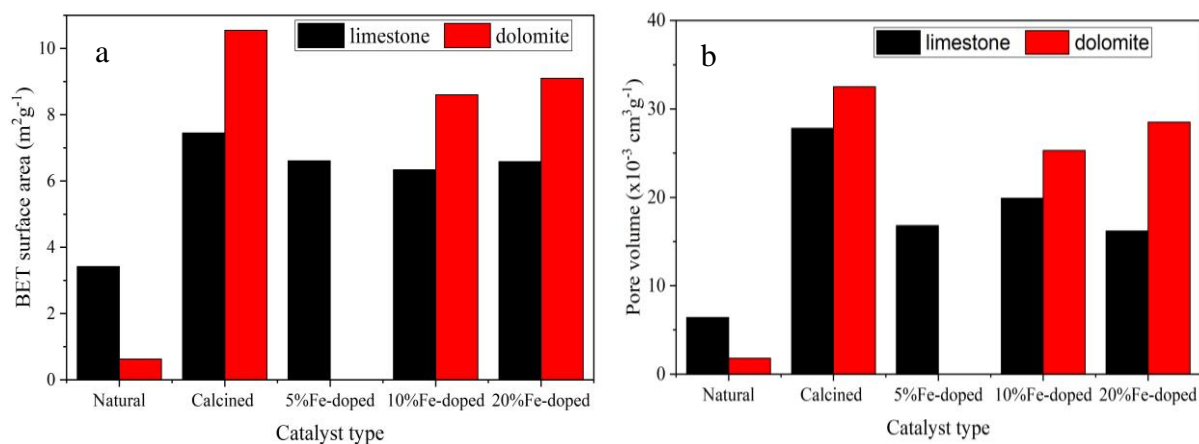 a
limestone
dolomite
BET surface area (m²g⁻¹)
10
8
6
4
2
0
Natural
Calcined
5%Fe-doped
10%Fe-doped
20%Fe-doped
Catalyst type
b
limestone
dolomite
Pore volume (x10⁻³ cm³g⁻¹)
40
30
20
10
0
Natural
Calcined
5%Fe-doped
10%Fe-doped
20%Fe-doped
Catalyst type